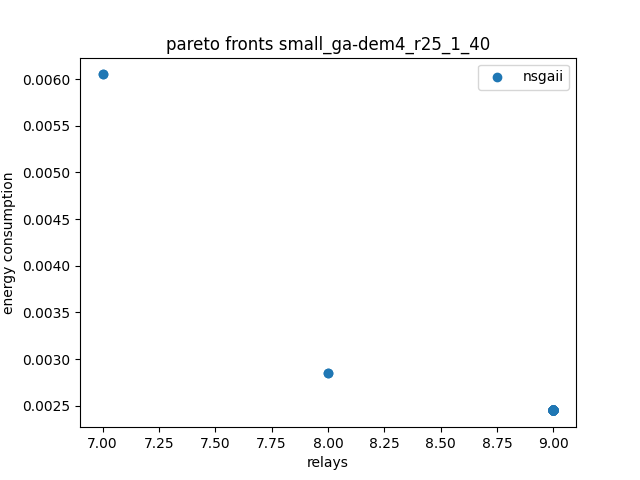 pareto fronts small_ga-dem4_r25_1_40
nsgaii
energy consumption
0.0060
0.0055
0.0050
0.0045
0.0040
0.0035
0.0030
0.0025
7.00 7.25 7.50 7.75 8.00 8.25 8.50 8.75 9.00
relays